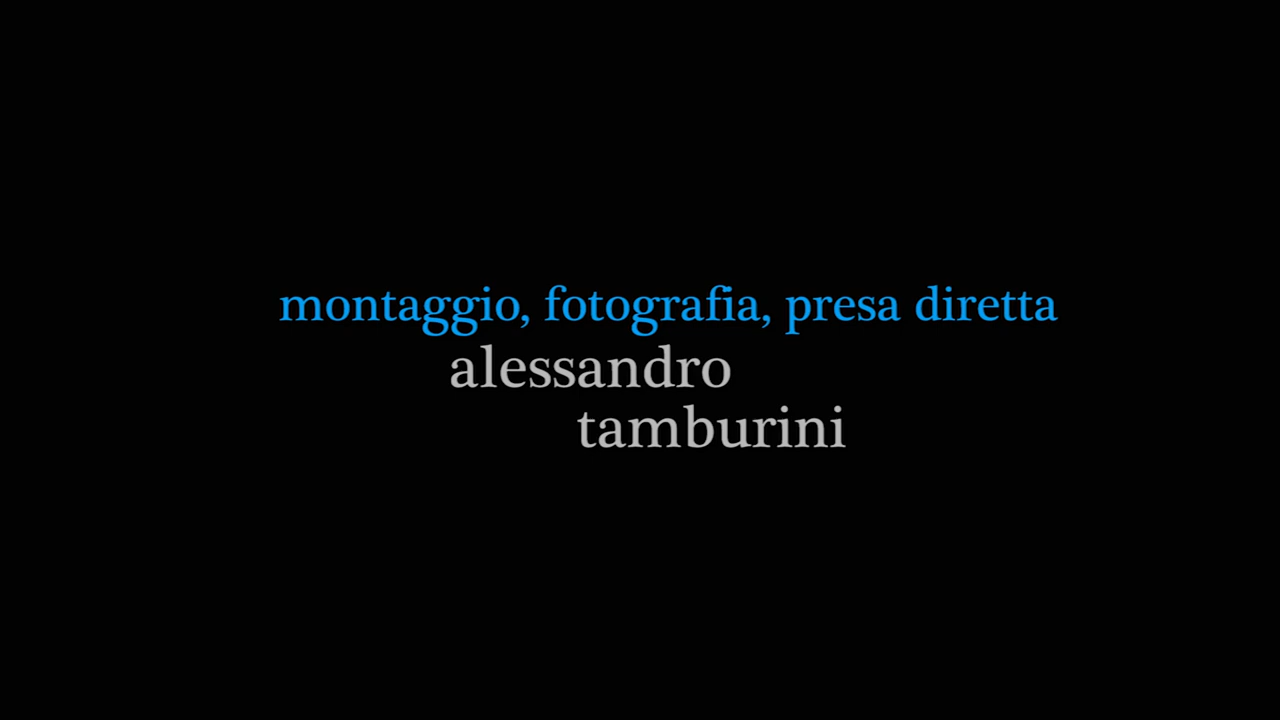 montaggio, fotografia, presa diretta
alessandro
tamburini